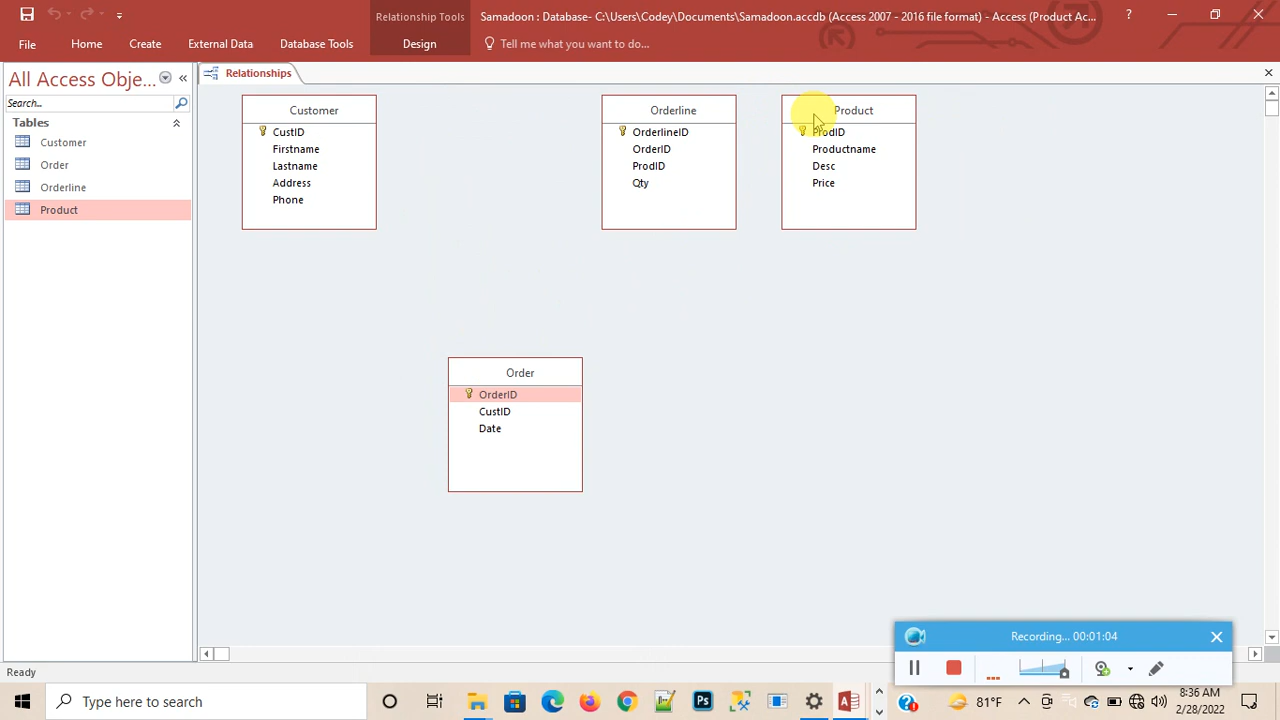 Relationship Tools
Samadoon : Database- C:\Users\Codey\Documents\Samadoon.accdb (Access 2007 - 2016 file format) - Access (Product Ac...
?
File
Home
Create
External Data
Database Tools
Design
Tell me what you want to do...
All Access Obje...
Search...
Tables
Customer
Order
Orderline
Product
Relationships
Customer
CustID
Firstname
Lastname
Address
Phone
Orderline
OrderlineID
OrderID
ProdID
Qty
Product
ProdID
Productname
Desc
Price
Order
OrderID
CustID
Date
Recording... 00:01:04
Ready
Type here to search
Ps
81°F
8:36 AM
2/28/2022